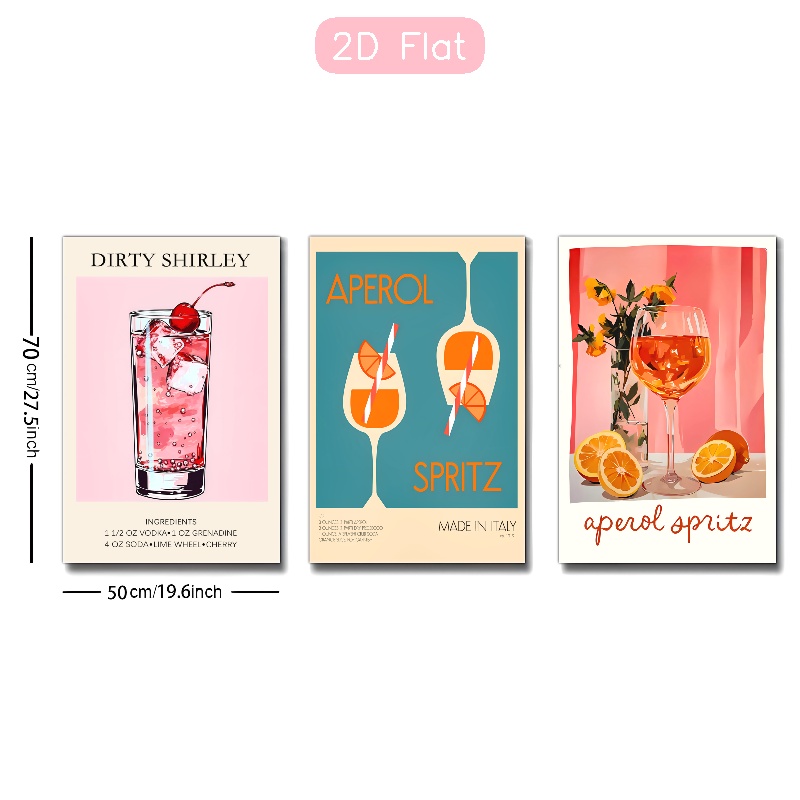 2D Flat
DIRTY SHIRLEY
INGREDIENTS
1 1/2 OZ VODKA•1 OZ GRENADINE
4 OZ SODA•LIME WHEEL•CHERRY
APEROL
SPRITZ
MADE IN ITALY
aperol spritz
70cm/27.5inch
50cm/19.6inch